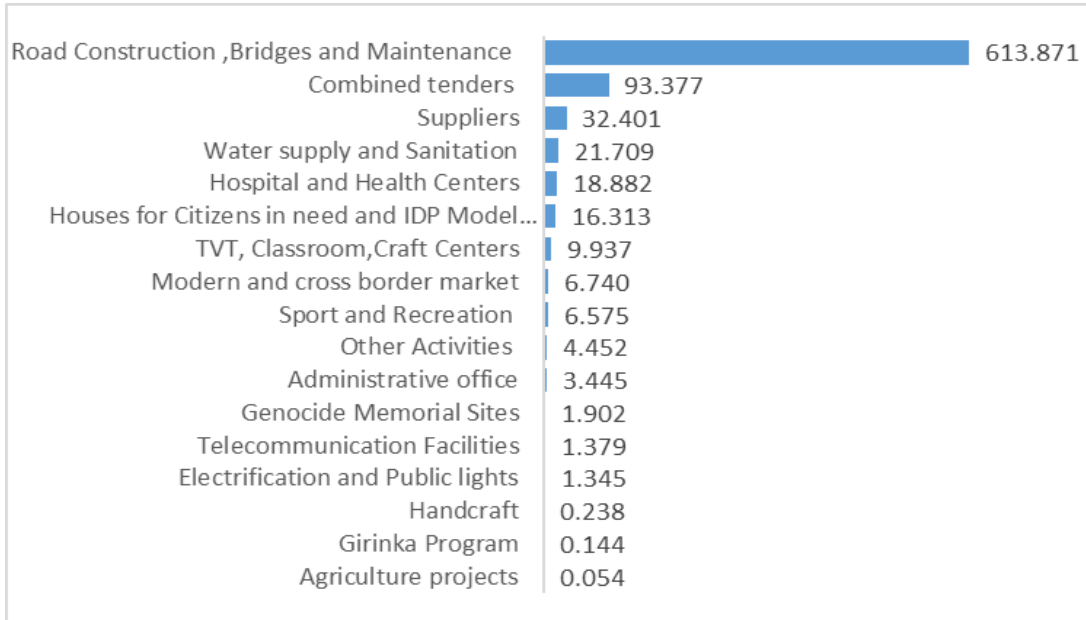 Road Construction ,Bridges and Maintenance 613.871
Combined tenders 93.377
Suppliers 32.401
Water supply and Sanitation 21.709
Hospital and Health Centers 18.882
Houses for Citizens in need and IDP Model... 16.313
TVT, Classroom,Craft Centers 9.937
Modern and cross border market 6.740
Sport and Recreation 6.575
Other Activities 4.452
Administrative office 3.445
Genocide Memorial Sites 1.902
Telecommunication Facilities 1.379
Electrification and Public lights 1.345
Handcraft 0.238
Girinka Program 0.144
Agriculture projects 0.054